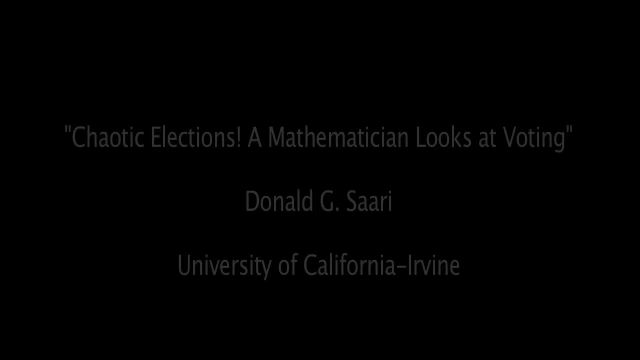 "Chaotic Elections! A Mathematician Looks at Voting"
Donald G. Saari
University of California–Irvine